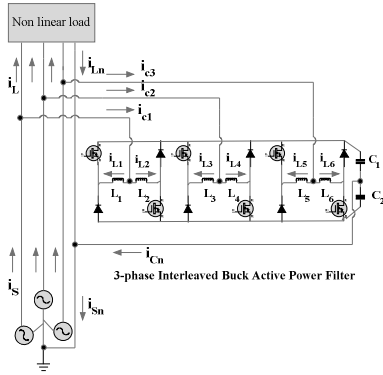 Non linear load
iL
iLn
ic3
ic2
ic1
iL1 iL2 iL3 iL4 iL5 iL6
C1
L1 L2 L3 L4 L5 L6
C2
iCn
3-phase Interleaved Buck Active Power Filter
iS
iSn